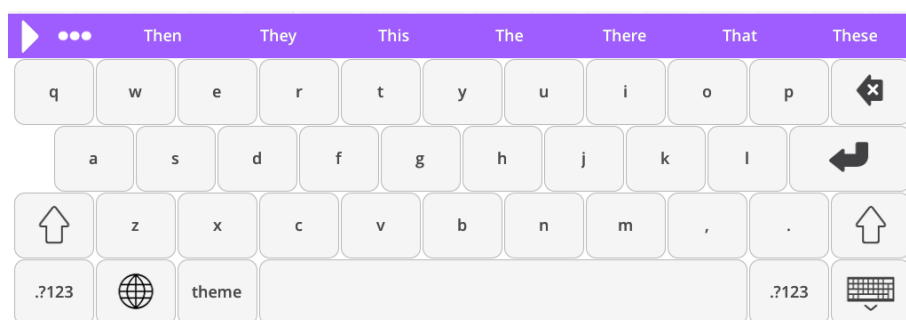 Then They This The There That These
q w e r t y u i o p
a s d f g h j k l
z x c v b n m , .
.?123 theme .?123